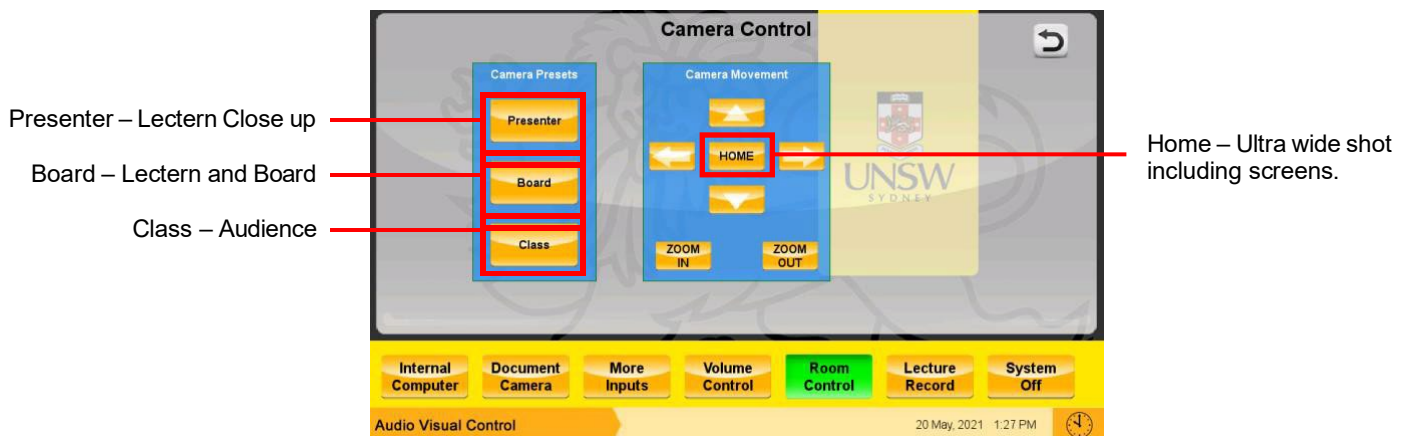 Camera Control
Camera Presets
Camera Movement
Presenter – Lectern Close up
Presenter
Board – Lectern and Board
Board
Class – Audience
Class
HOME
Home – Ultra wide shot
including screens.
ZOOM
IN
ZOOM
OUT
UNSW
SYDNEY
Internal
Computer
Document
Camera
More
Inputs
Volume
Control
Room
Control
Lecture
Record
System
Off
Audio Visual Control
20 May, 2021 1:27 PM